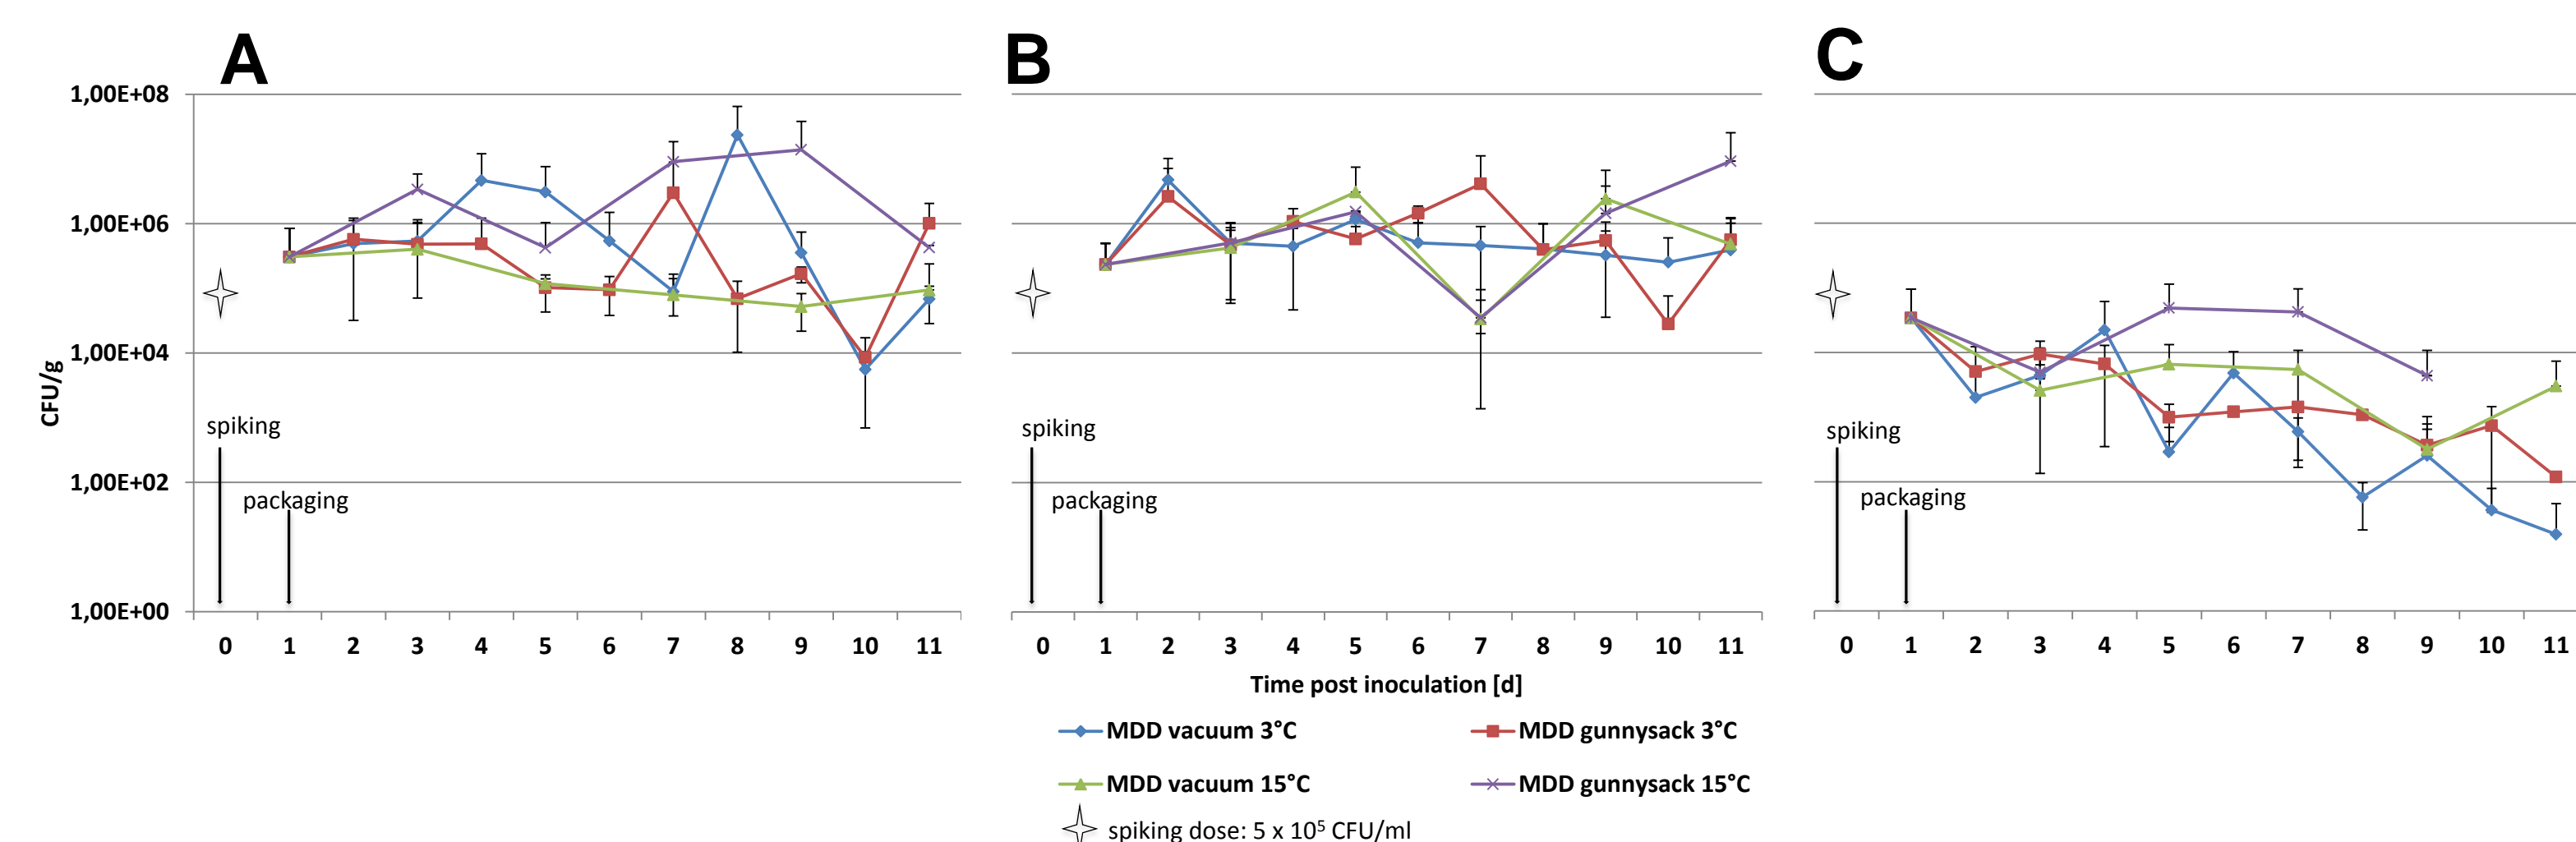 A B C
1,00E+08
1,00E+06
1,00E+04
1,00E+02
1,00E+00
CFU/g
spiking
packaging
spiking
packaging
spiking
packaging
0 1 2 3 4 5 6 7 8 9 10 11
0 1 2 3 4 5 6 7 8 9 10 11
0 1 2 3 4 5 6 7 8 9 10 11
Time post inoculation [d]
MDD vacuum 3°C MDD gunnysack 3°C
MDD vacuum 15°C MDD gunnysack 15°C
spiking dose: 5 x 10⁵ CFU/ml